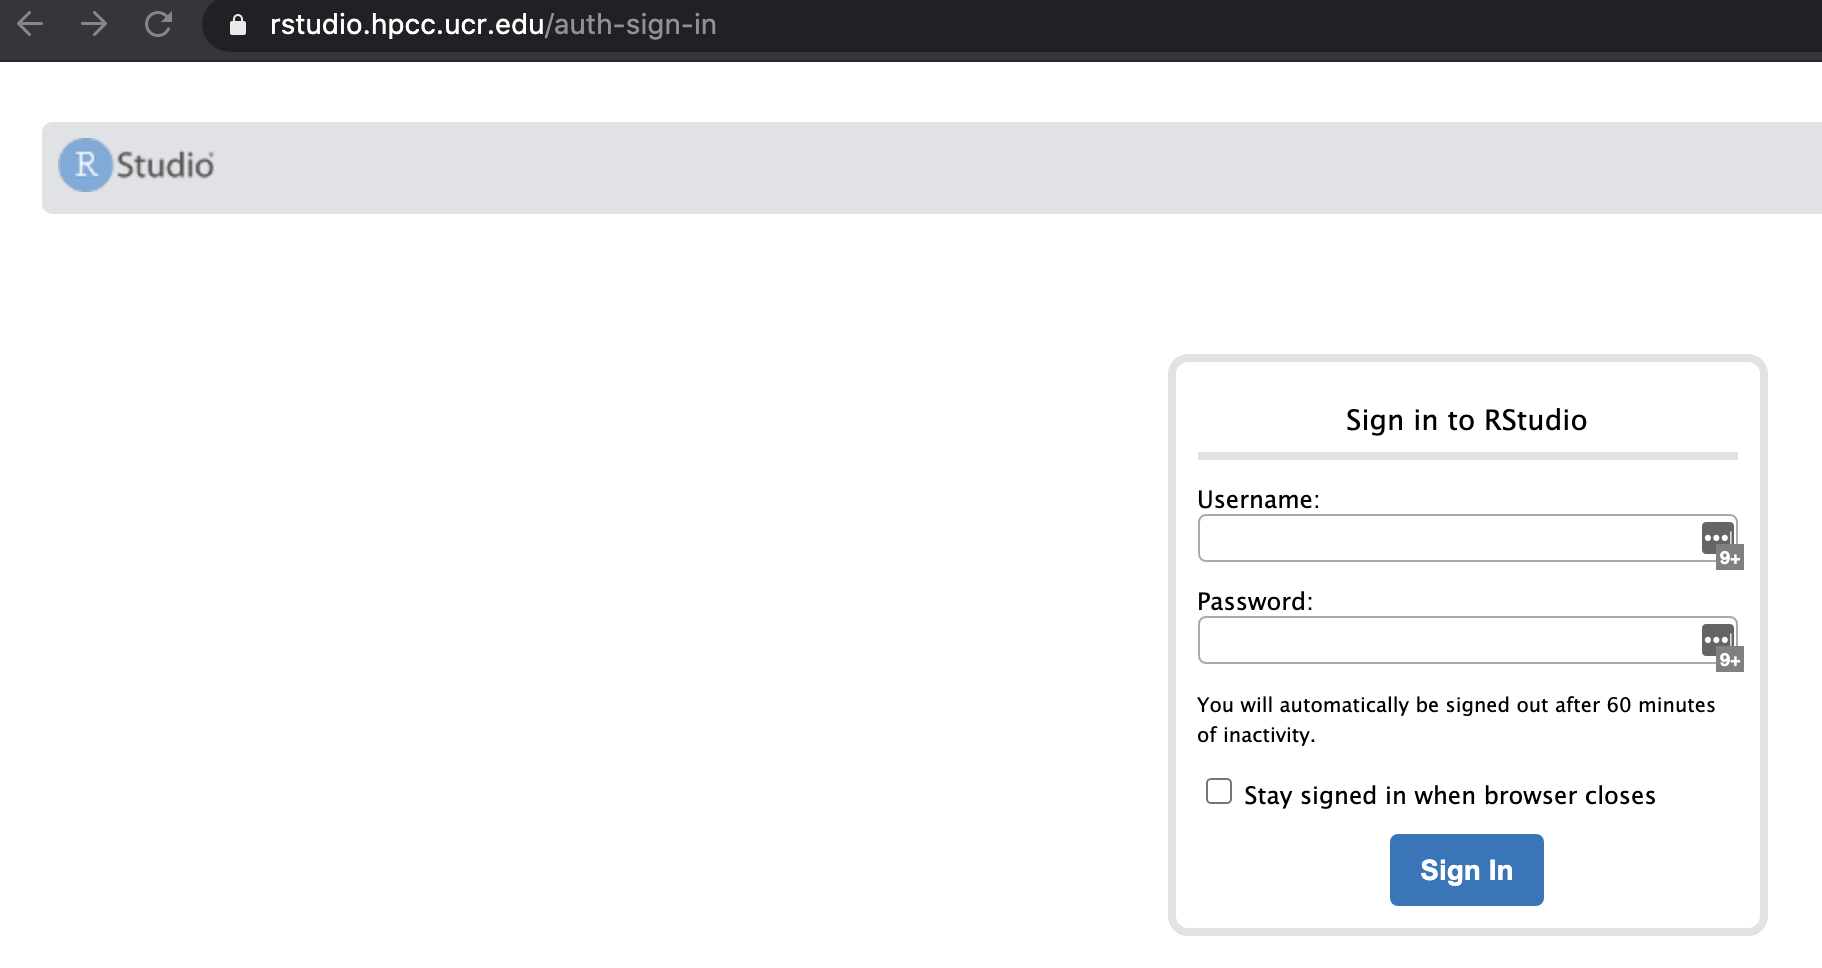 rstudio.hpcc.ucr.edu/auth-sign-in
R Studio
Sign in to RStudio
Username:
9+
Password:
9+
You will automatically be signed out after 60 minutes
of inactivity.
Stay signed in when browser closes
Sign In